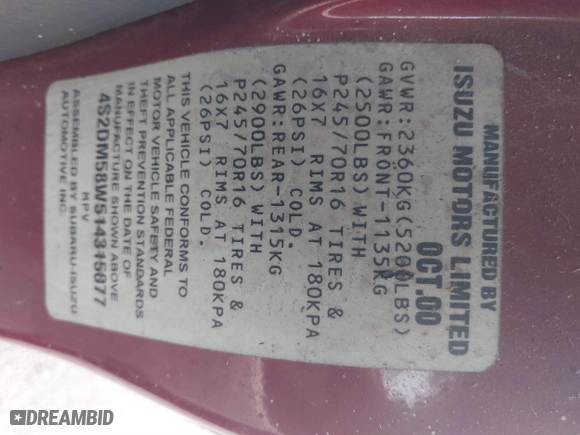 MANUFACTURED BY
ISUZU MOTORS LIMITED
OCT.00
GVWR:2360KG(5200LBS)
GAWR:FRONT-1135KG
(2500LBS) WITH
P245/70R16 TIRES &
16X7 RIMS AT 180KPA
(26PSI) COLD.
GAWR:REAR-1315KG
(2900LBS) WITH
P245/70R16 TIRES &
16X7 RIMS AT 180KPA
(26PSI) COLD.
THIS VEHICLE CONFORMS TO
ALL APPLICABLE FEDERAL
MOTOR VEHICLE SAFETY AND
THEFT PREVENTION STANDARDS
IN EFFECT ON THE DATE OF
MANUFACTURE SHOWN ABOVE.
4S2DM58W514315077
MPV
ASSEMBLED BY SUBARU-ISUZU
AUTOMOTIVE INC.
DREAMBID